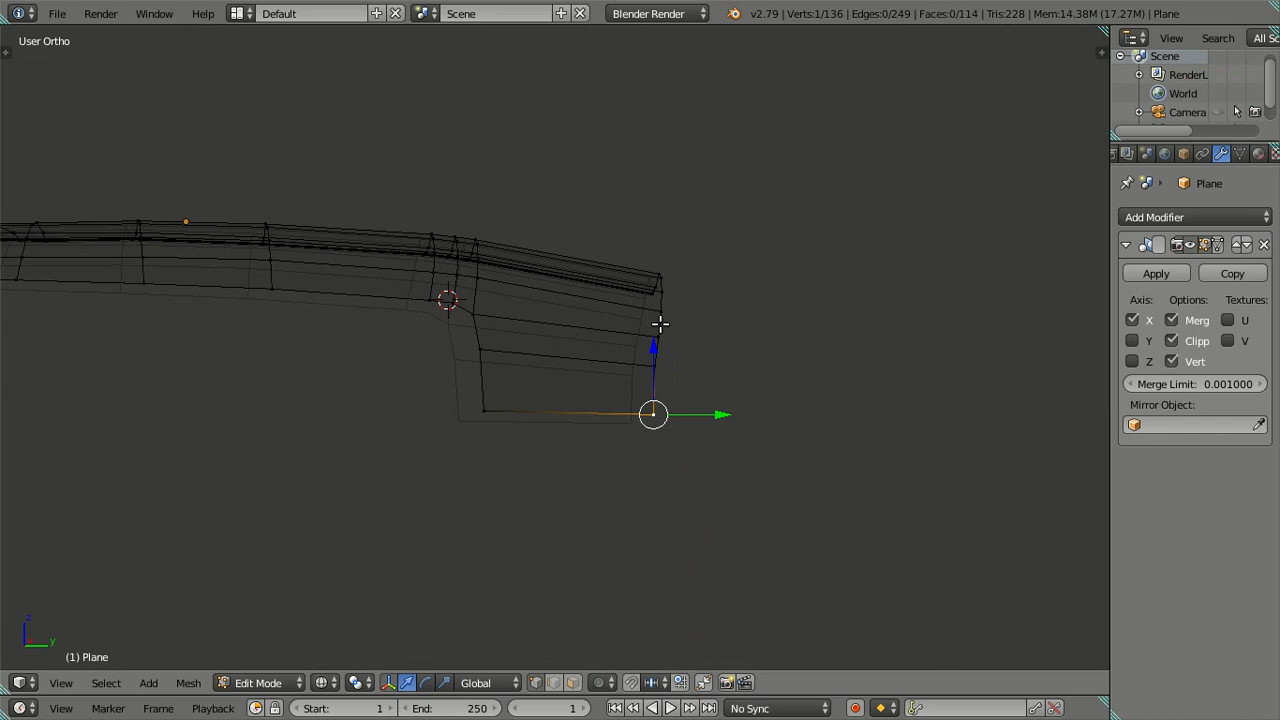 File Render Window Help Default Scene Blender Render v2.79 | Verts:1/136 | Edges:0/249 | Faces:0/114 | Tris:228 | Mem:14.38M (17.27M) | Plane
User Ortho
View Search All Sc
Scene
RenderL
World
Camera
Plane
Add Modifier
Apply Copy
Axis: Options: Textures:
X Merg U
Y Clipp V
Z Vert
Merge Limit: 0.001000
Mirror Object:
z
y
(1) Plane
View Select Add Mesh Edit Mode Global
View Marker Frame Playback Start: 1 End: 250 1 No Sync